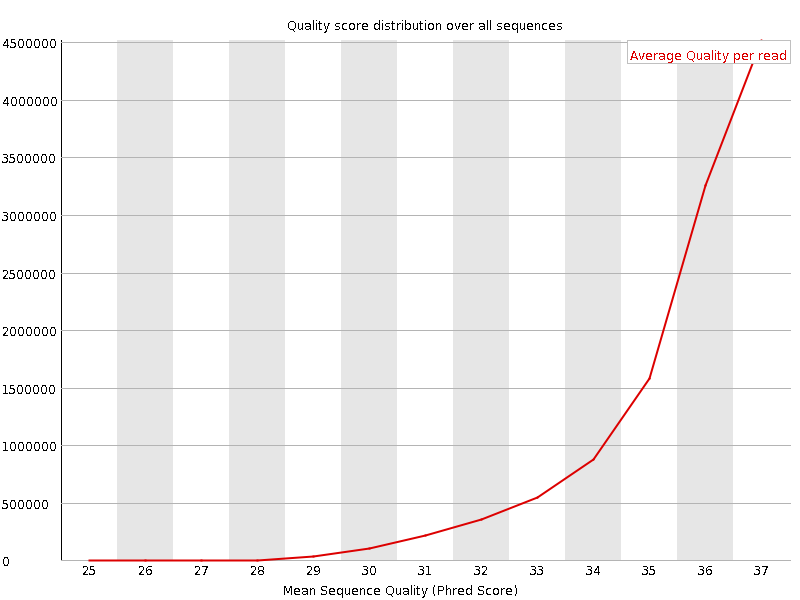 Quality score distribution over all sequences
Average Quality per read
4500000
4000000
3500000
3000000
2500000
2000000
1500000
1000000
500000
0
25 26 27 28 29 30 31 32 33 34 35 36 37
Mean Sequence Quality (Phred Score)